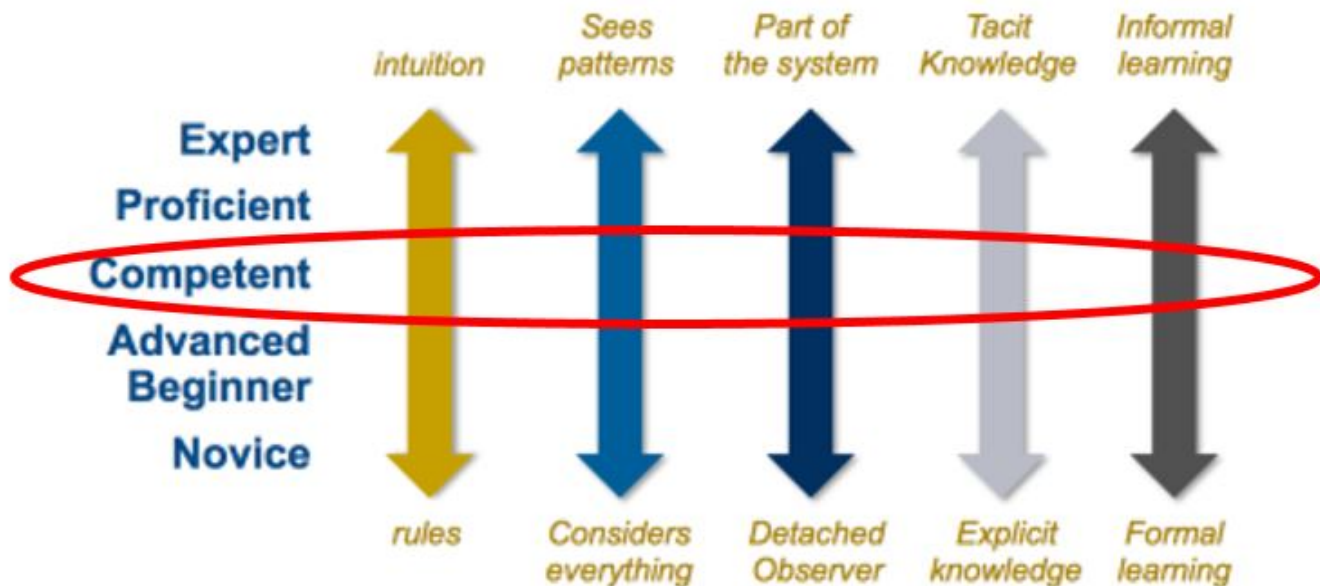 intuition
Sees
patterns
Part of
the system
Tacit
Knowledge
Informal
learning
Expert
Proficient
Competent
Advanced
Beginner
Novice
rules
Considers
everything
Detached
Observer
Explicit
knowledge
Formal
learning